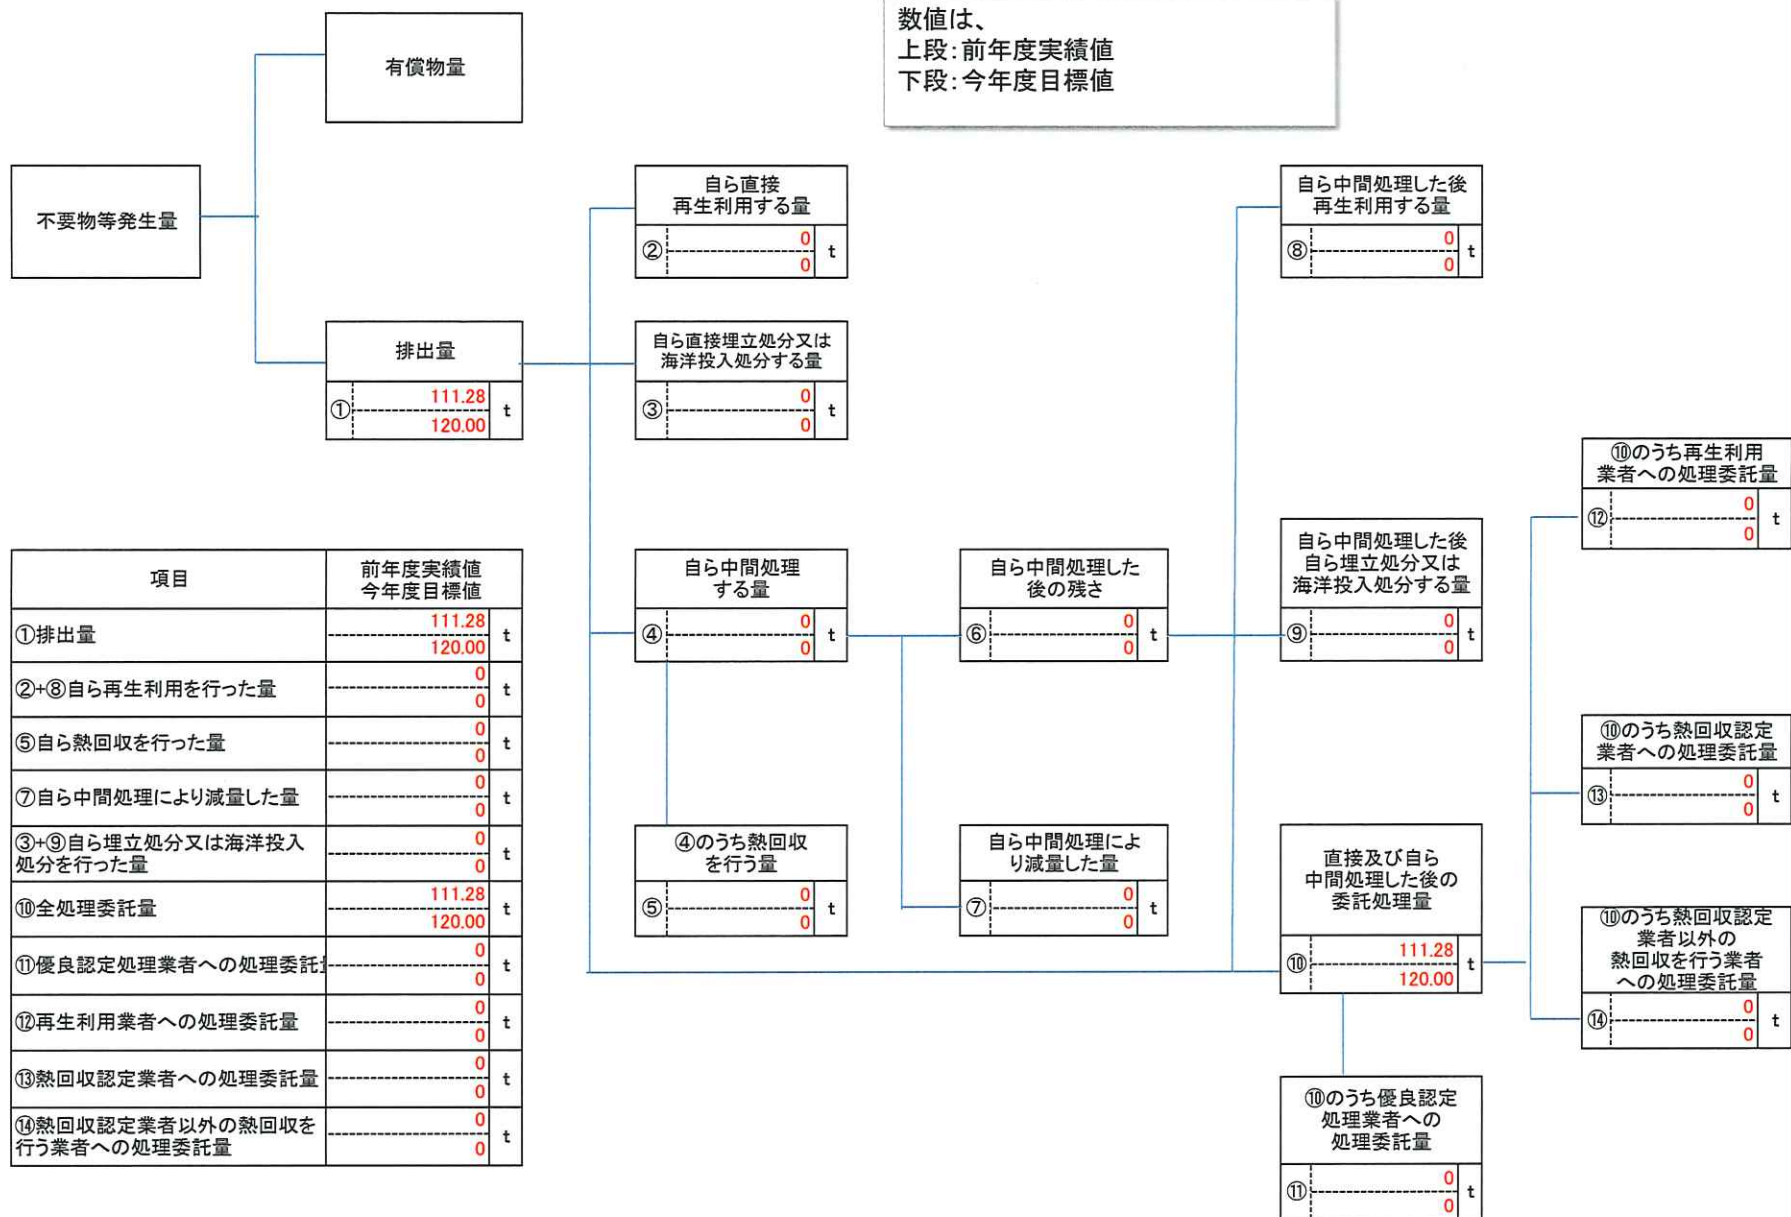 数値は、
上段:前年度実績値
下段:今年度目標値
有償物量
不要物等発生量
排出量
① 111.28 t
120.00
自ら直接
再生利用する量
② 0 t
0
自ら直接埋立処分又は
海洋投入処分する量
③ 0 t
0
自ら中間処理した後
再生利用する量
⑧ 0 t
0
自ら中間処理
する量
④ 0 t
0
自ら中間処理した
後の残さ
⑥ 0 t
0
自ら中間処理した後
自ら埋立処分又は
海洋投入処分する量
⑨ 0 t
0
④のうち熱回収
を行う量
⑤ 0 t
0
自ら中間処理によ
り減量した量
⑦ 0 t
0
直接及び自ら
中間処理した後の
委託処理量
⑩ 111.28 t
120.00
⑩のうち優良認定
処理業者への
処理委託量
⑪ 0 t
0
⑩のうち再生利用
業者への処理委託量
⑫ 0 t
0
⑩のうち熱回収認定
業者への処理委託量
⑬ 0 t
0
⑩のうち熱回収認定
業者以外の
熱回収を行う業者
への処理委託量
⑭ 0 t
0
項目 前年度実績値
今年度目標値
①排出量 111.28 t
120.00
②+⑧自ら再生利用を行った量 0 t
0
⑤自ら熱回収を行った量 0 t
0
⑦自ら中間処理により減量した量 0 t
0
③+⑨自ら埋立処分又は海洋投入
処分を行った量 0 t
0
⑩全処理委託量 111.28 t
120.00
⑪優良認定処理業者への処理委託 0 t
0
⑫再生利用業者への処理委託量 0 t
0
⑬熱回収認定業者への処理委託量 0 t
0
⑭熱回収認定業者以外の熱回収を
行う業者への処理委託量 0 t
0